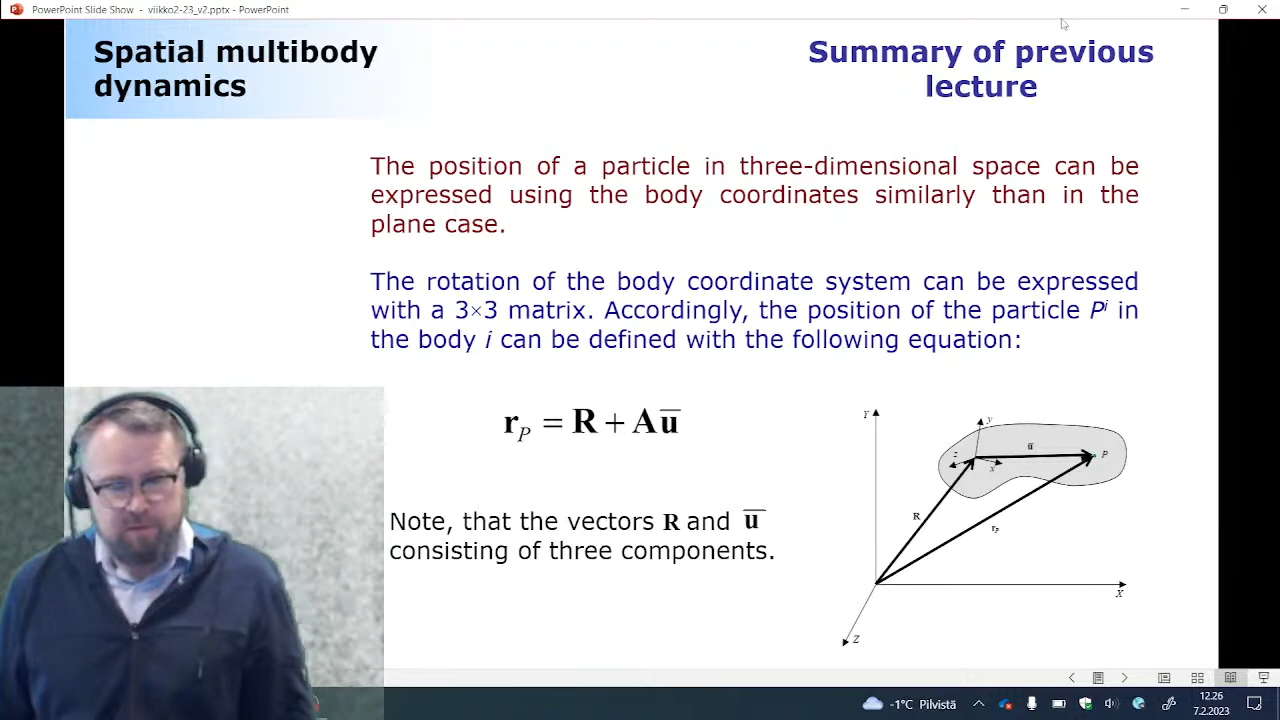 PowerPoint Slide Show - viikko2-23_v2.pptx - PowerPoint
Spatial multibody
dynamics
Summary of previous
lecture
The position of a particle in three-dimensional space can be
expressed using the body coordinates similarly than in the
plane case.
The rotation of the body coordinate system can be expressed
with a 3×3 matrix. Accordingly, the position of the particle Pⁱ in
the body i can be defined with the following equation:
r_P = R + Aū
Note, that the vectors R and ū
consisting of three components.
Y
y
ū
z
P
x
R
r_P
X
Z
-1°C Pilvistä
12.26
7.2.2023